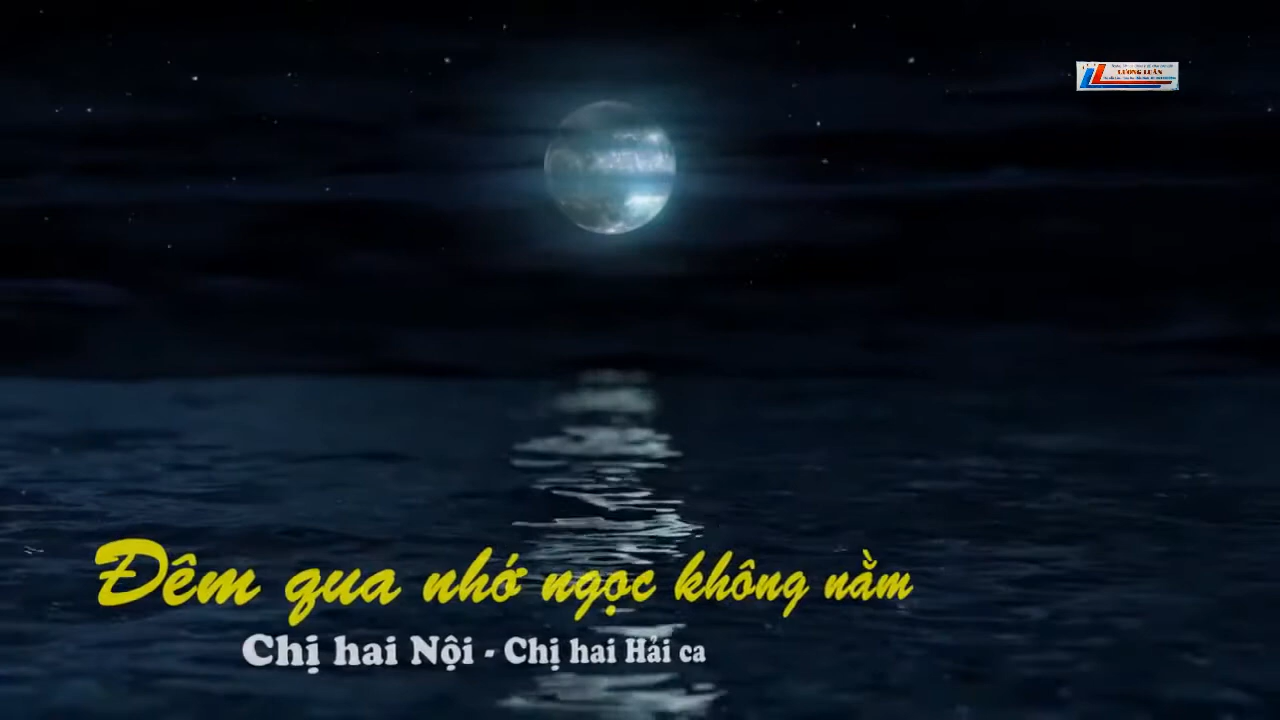 LƯƠNG LUÂN
Đêm qua nhớ ngọc không nằm
Chị hai Nội - Chị hai Hải ca